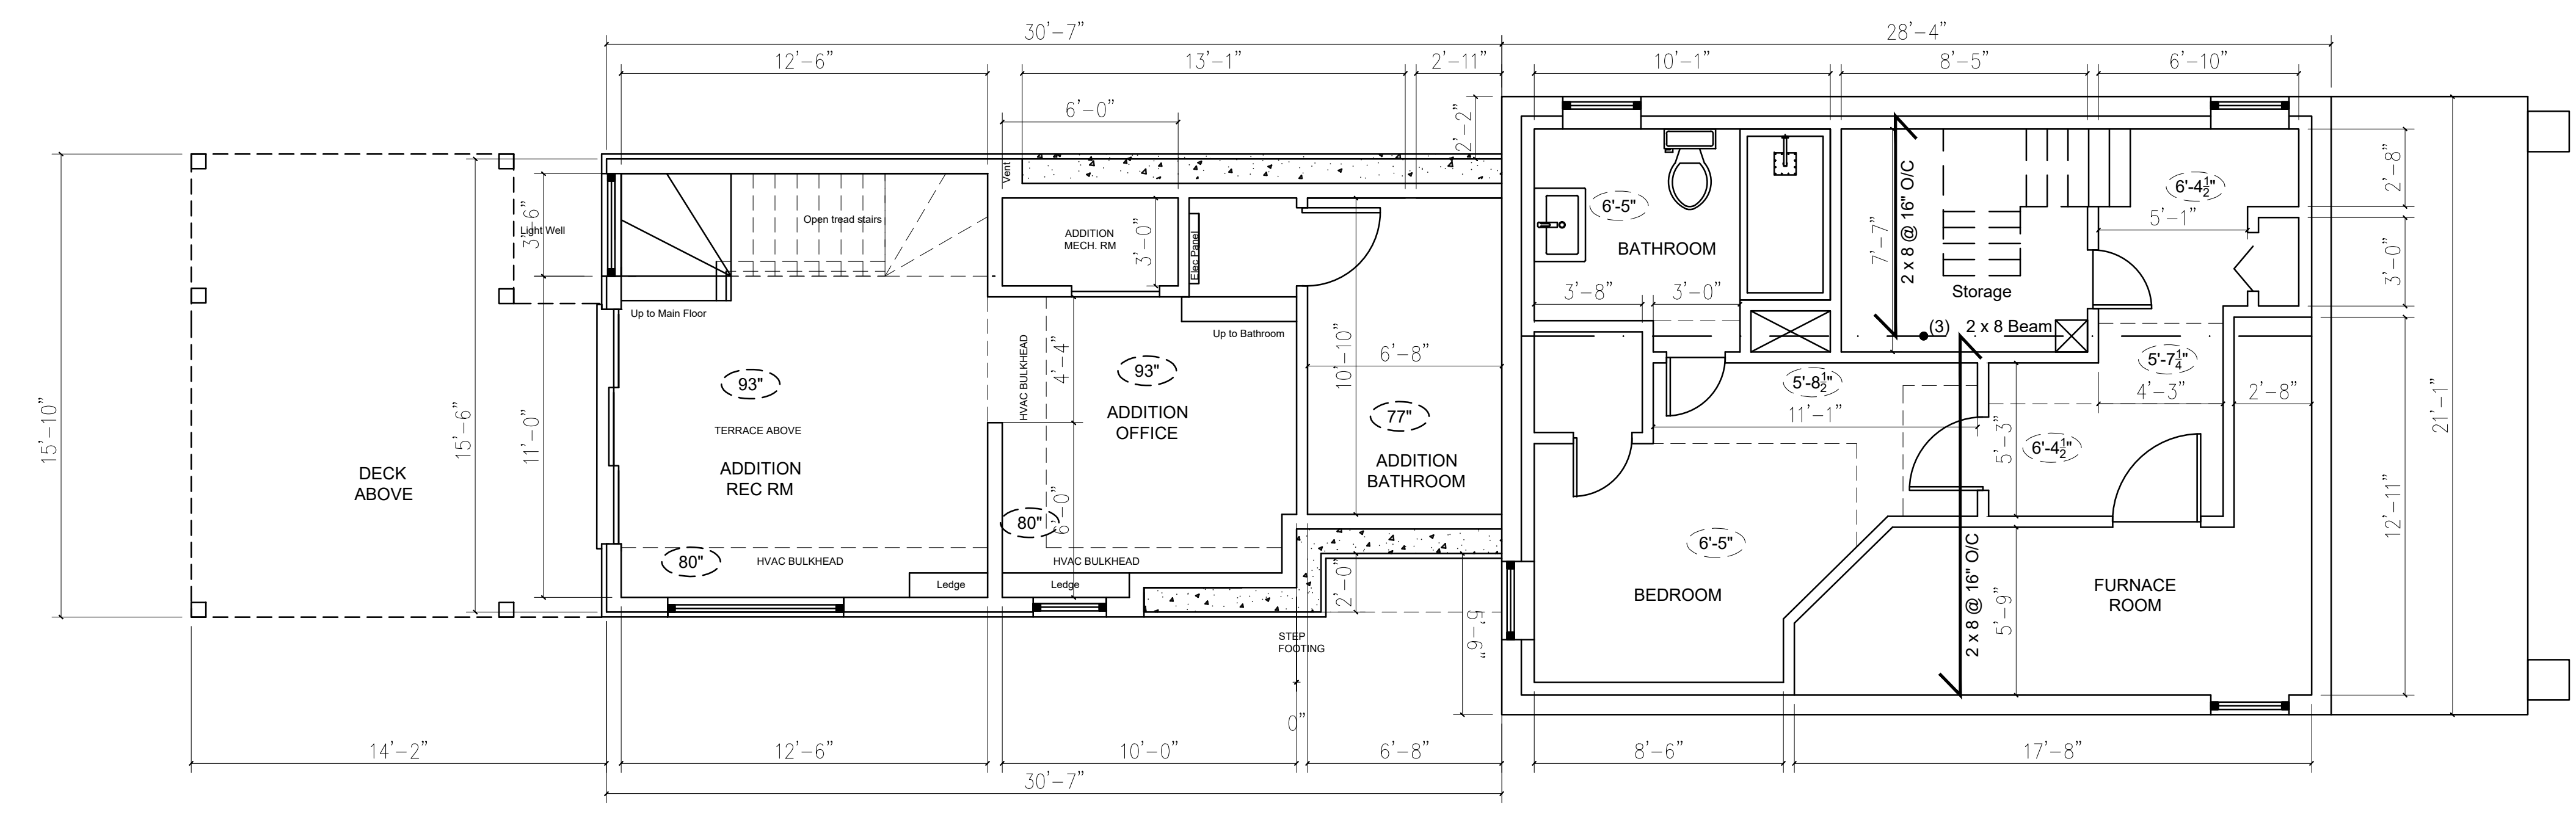 30'-7"
28'-4"
12'-6"
13'-1"
2'-11"
10'-1"
8'-5"
6'-10"
6'-0"
2'-2"
Vent
3'-6"
Light Well
Open tread stairs
ADDITION
MECH. RM
3'-0"
Elec Panel
6'-5"
BATHROOM
7'-7"
2 x 8 @ 16" O/C
6'-4½"
5'-1"
2'-8"
3'-0"
Storage
3'-8"
3'-0"
Up to Main Floor
Up to Bathroom
(3) 2 x 8 Beam
HVAC BULKHEAD
4'-4"
93"
93"
10'-10"
6'-8"
5'-8½"
11'-1"
5'-7¼"
4'-3"
2'-8"
15'-10"
15'-6"
11'-0"
TERRACE ABOVE
ADDITION
OFFICE
77"
21'-1"
DECK
ABOVE
ADDITION
REC RM
ADDITION
BATHROOM
5'-3"
6'-4½"
12'-11"
80"
6'-0"
80"
HVAC BULKHEAD
HVAC BULKHEAD
6'-5"
Ledge
Ledge
2'-0"
BEDROOM
2 x 8 @ 16" O/C
5'-9"
FURNACE
ROOM
STEP
FOOTING
0"
14'-2"
12'-6"
10'-0"
6'-8"
8'-6"
17'-8"
30'-7"